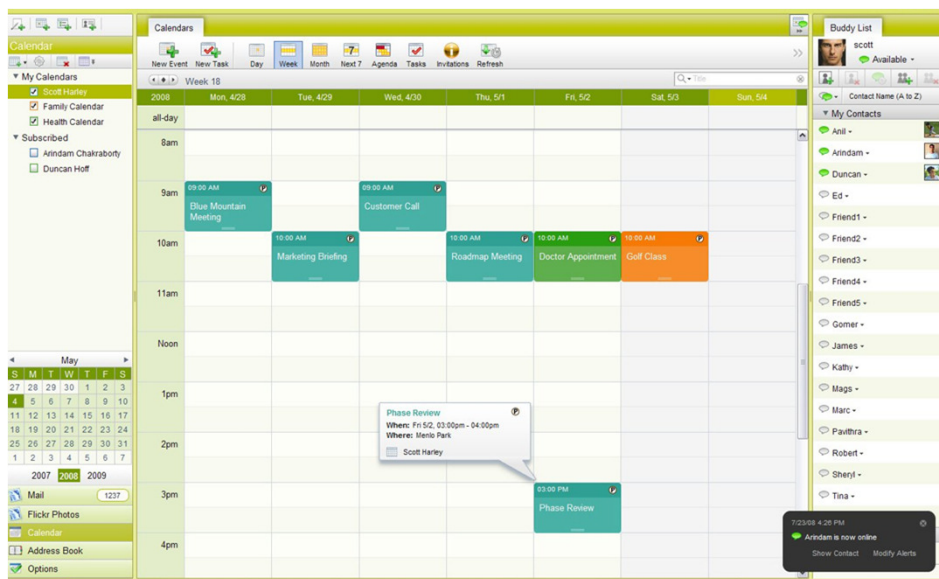 Calendars
Buddy List
Calendar
New Event New Task Day Week Month Next 7 Agenda Tasks Invitations Refresh
scott
Available
My Calendars
Scott Harley
Family Calendar
Health Calendar
Subscribed
Arindam Chakraborty
Duncan Hoff
Week 18
Title
2008 Mon, 4/28 Tue, 4/29 Wed, 4/30 Thu, 5/1 Fri, 5/2 Sat, 5/3 Sun, 5/4
all-day
8am
9am
10am
11am
Noon
1pm
2pm
3pm
4pm
09:00 AM
Blue Mountain
Meeting
09:00 AM
Customer Call
10:00 AM
Marketing Briefing
10:00 AM
Roadmap Meeting
10:00 AM
Doctor Appointment
10:00 AM
Golf Class
Phase Review
When: Fri 5/2, 03:00pm - 04:00pm
Where: Menlo Park
Scott Harley
03:00 PM
Phase Review
May
S M T W T F S
27 28 29 30 1 2 3
4 5 6 7 8 9 10
11 12 13 14 15 16 17
18 19 20 21 22 23 24
25 26 27 28 29 30 31
1 2 3 4 5 6 7
2007 2008 2009
Mail 1237
Flickr Photos
Calendar
Address Book
Options
Contact Name (A to Z)
My Contacts
Anil
Arindam
Duncan
Ed
Friend1
Friend2
Friend3
Friend4
Friend5
Gomer
James
Kathy
Mags
Marc
Pavithra
Robert
Sheryl
Tina
7/23/08 4:26 PM
Arindam is now online
Show Contact Modify Alerts